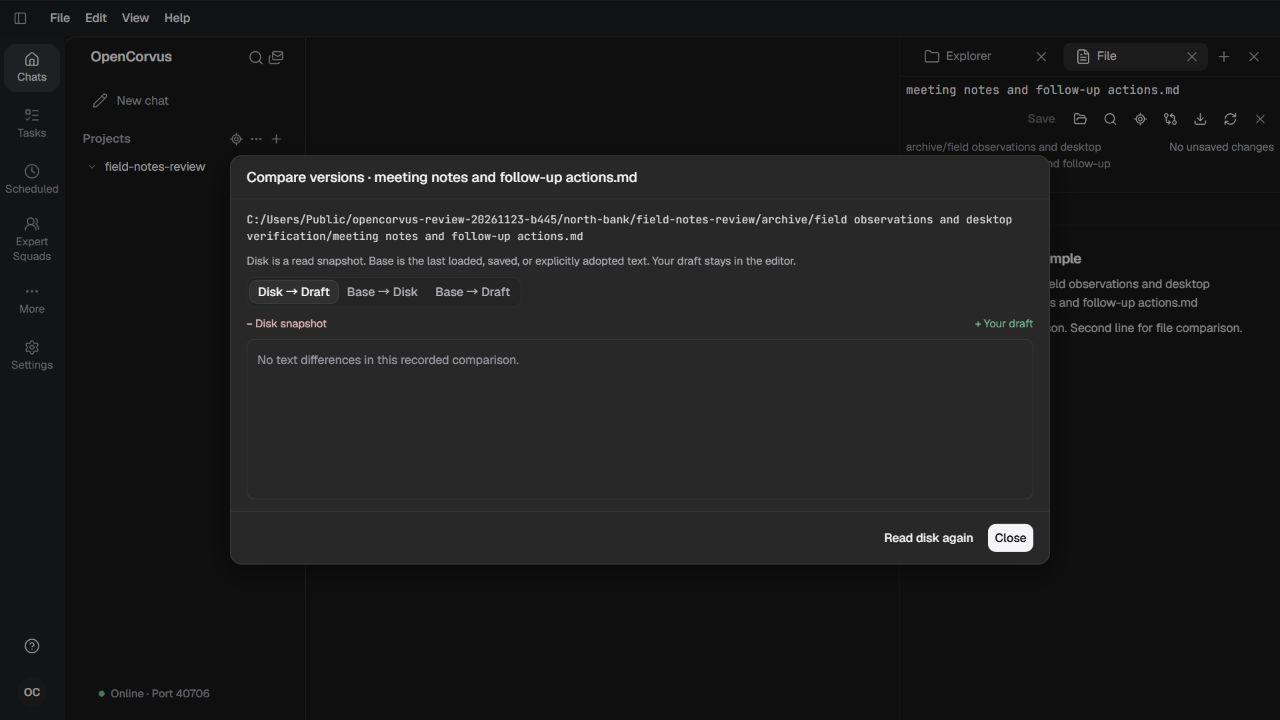 File Edit View Help
Chats
Tasks
Scheduled
Expert
Squads
More
Settings
OC
OpenCorvus
New chat
Projects
field-notes-review
Online · Port 40706
Explorer
File
meeting notes and follow-up actions.md
Save
archive/field observations and desktop
No unsaved changes
nd follow-up
mple
eld observations and desktop
s and follow-up actions.md
on. Second line for file comparison.
Compare versions · meeting notes and follow-up actions.md
C:/Users/Public/opencorvus-review-20261123-b445/north-bank/field-notes-review/archive/field observations and desktop
verification/meeting notes and follow-up actions.md
Disk is a read snapshot. Base is the last loaded, saved, or explicitly adopted text. Your draft stays in the editor.
Disk → Draft Base → Disk Base → Draft
− Disk snapshot
+ Your draft
No text differences in this recorded comparison.
Read disk again
Close